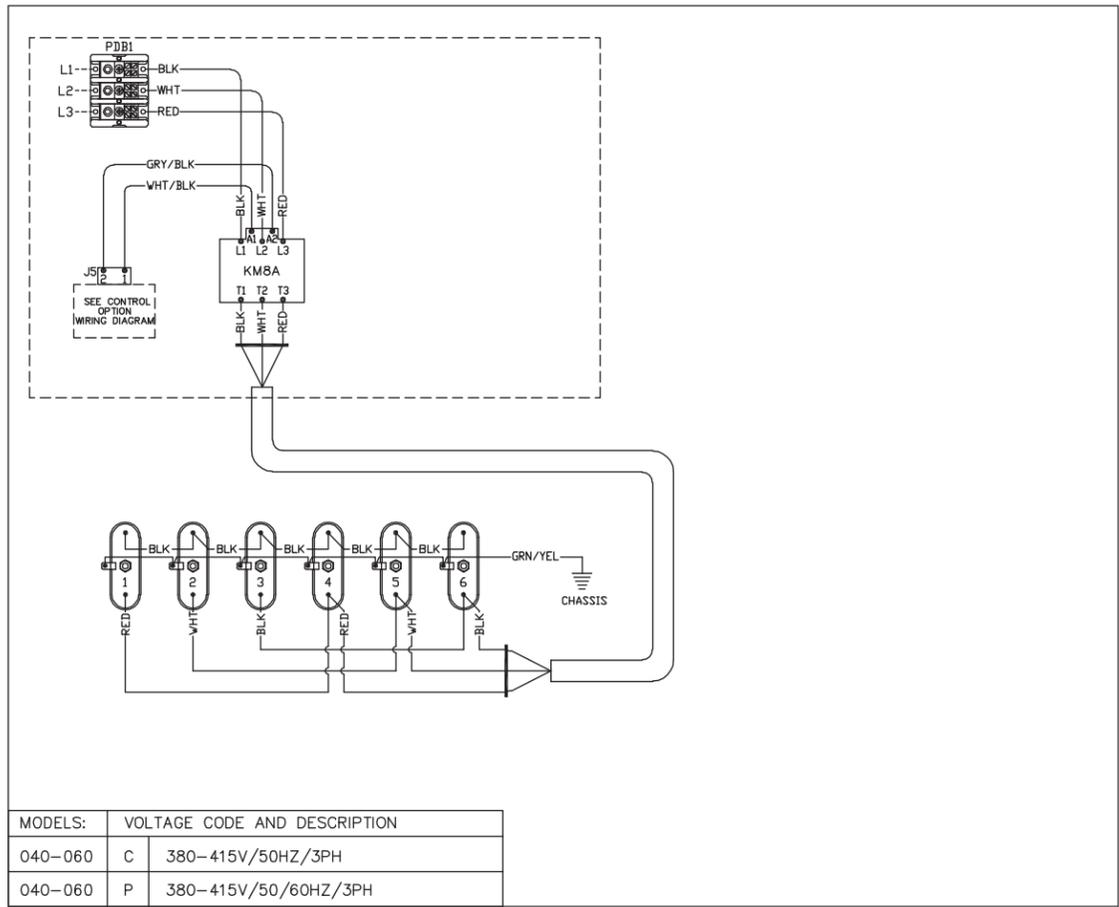 PDB1
L1 BLK
L2 WHT
L3 RED
GRY/BLK
WHT/BLK
BLK WHT RED
A1 A2
L1 L2 L3
KM8A
J5 2 1
T1 T2 T3
SEE CONTROL
OPTION
WIRING DIAGRAM
BLK WHT RED
BLK BLK BLK BLK BLK
GRN/YEL
1 2 3 4 5 6
CHASSIS
RED WHT BLK RED WHT BLK
MODELS: VOLTAGE CODE AND DESCRIPTION
040-060 C 380-415V/50HZ/3PH
040-060 P 380-415V/50/60HZ/3PH